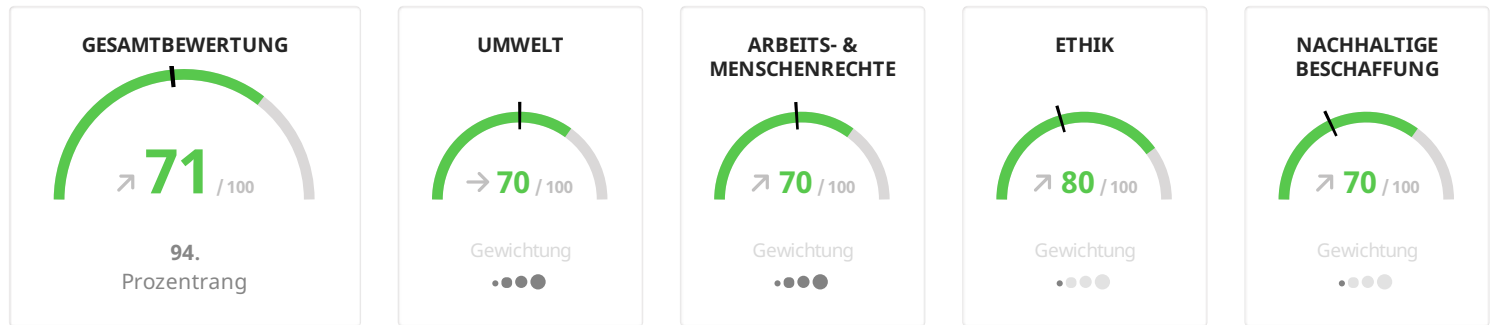 GESAMTBEWERTUNG
71 / 100
94.
Prozentrang
UMWELT
70 / 100
Gewichtung
ARBEITS- &
MENSCHENRECHTE
70 / 100
Gewichtung
ETHIK
80 / 100
Gewichtung
NACHHALTIGE
BESCHAFFUNG
70 / 100
Gewichtung